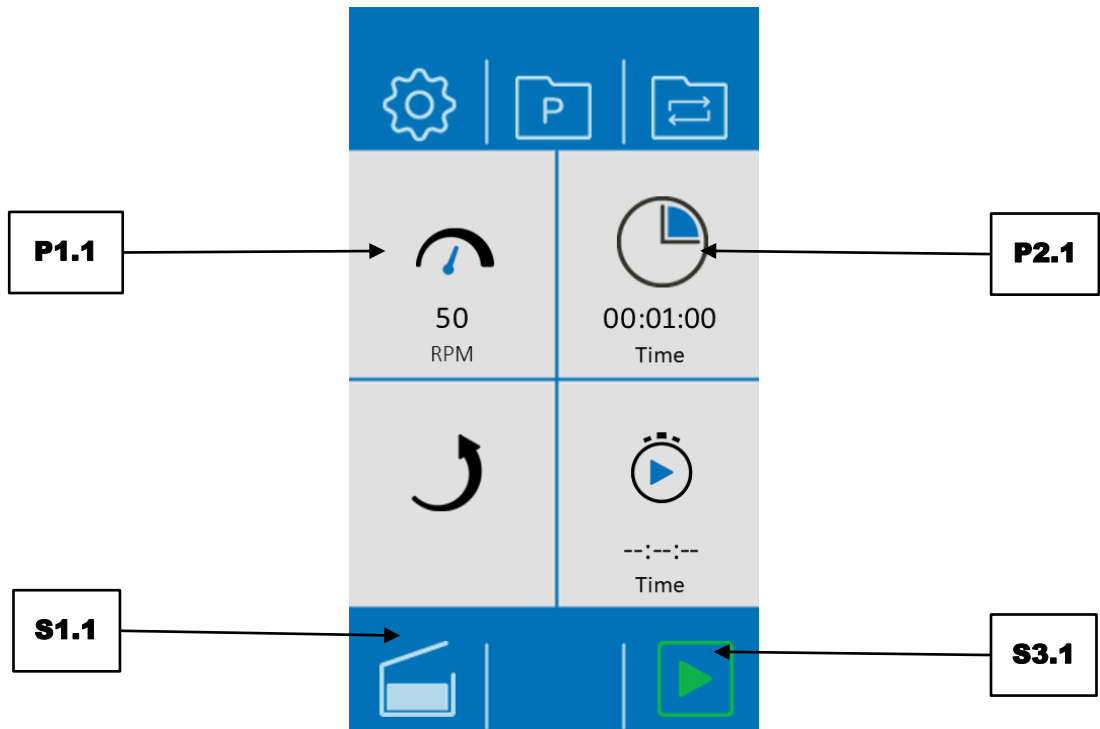 P
P1.1
P2.1
50
RPM
00:01:00
Time
--:--:--
Time
S1.1
S3.1